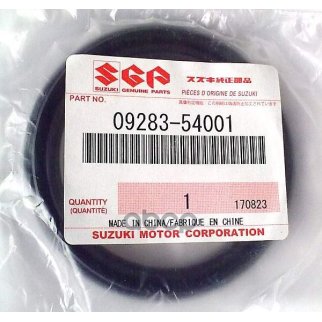 SGP
スズキ純正部品
SUZUKI GENUINE PARTS
PIÈCES D'ORIGINE DE SUZUKI
PART NO.
09283-54001
QUANTITY
(QUANTITÉ)
1
170823
MADE IN CHINA/FABRIQUE EN CHINE
SUZUKI MOTOR CORPORATION